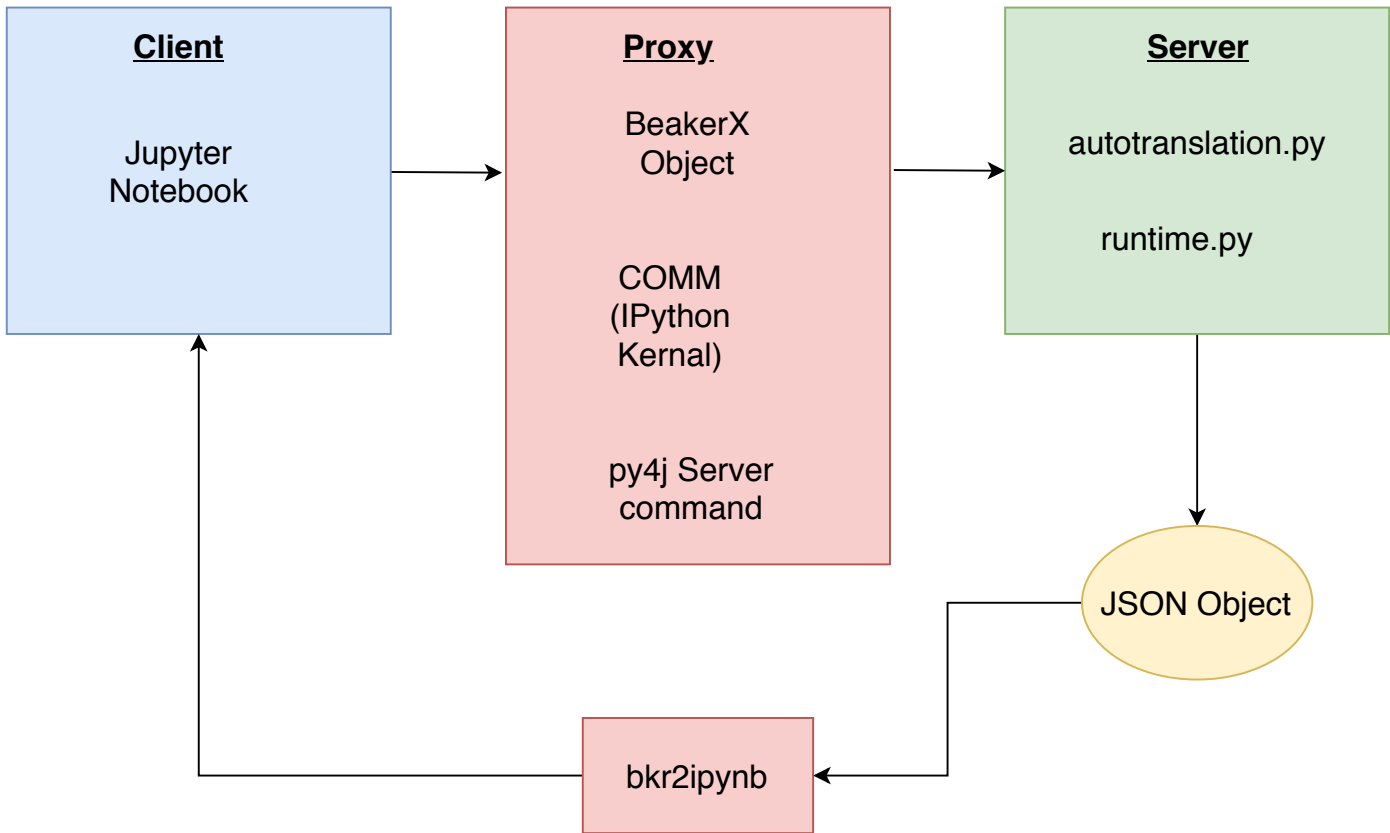 Client
Jupyter
Notebook
Proxy
BeakerX
Object
COMM
(IPython
Kernal)
py4j Server
command
Server
autotranslation.py
runtime.py
JSON Object
bkr2ipynb